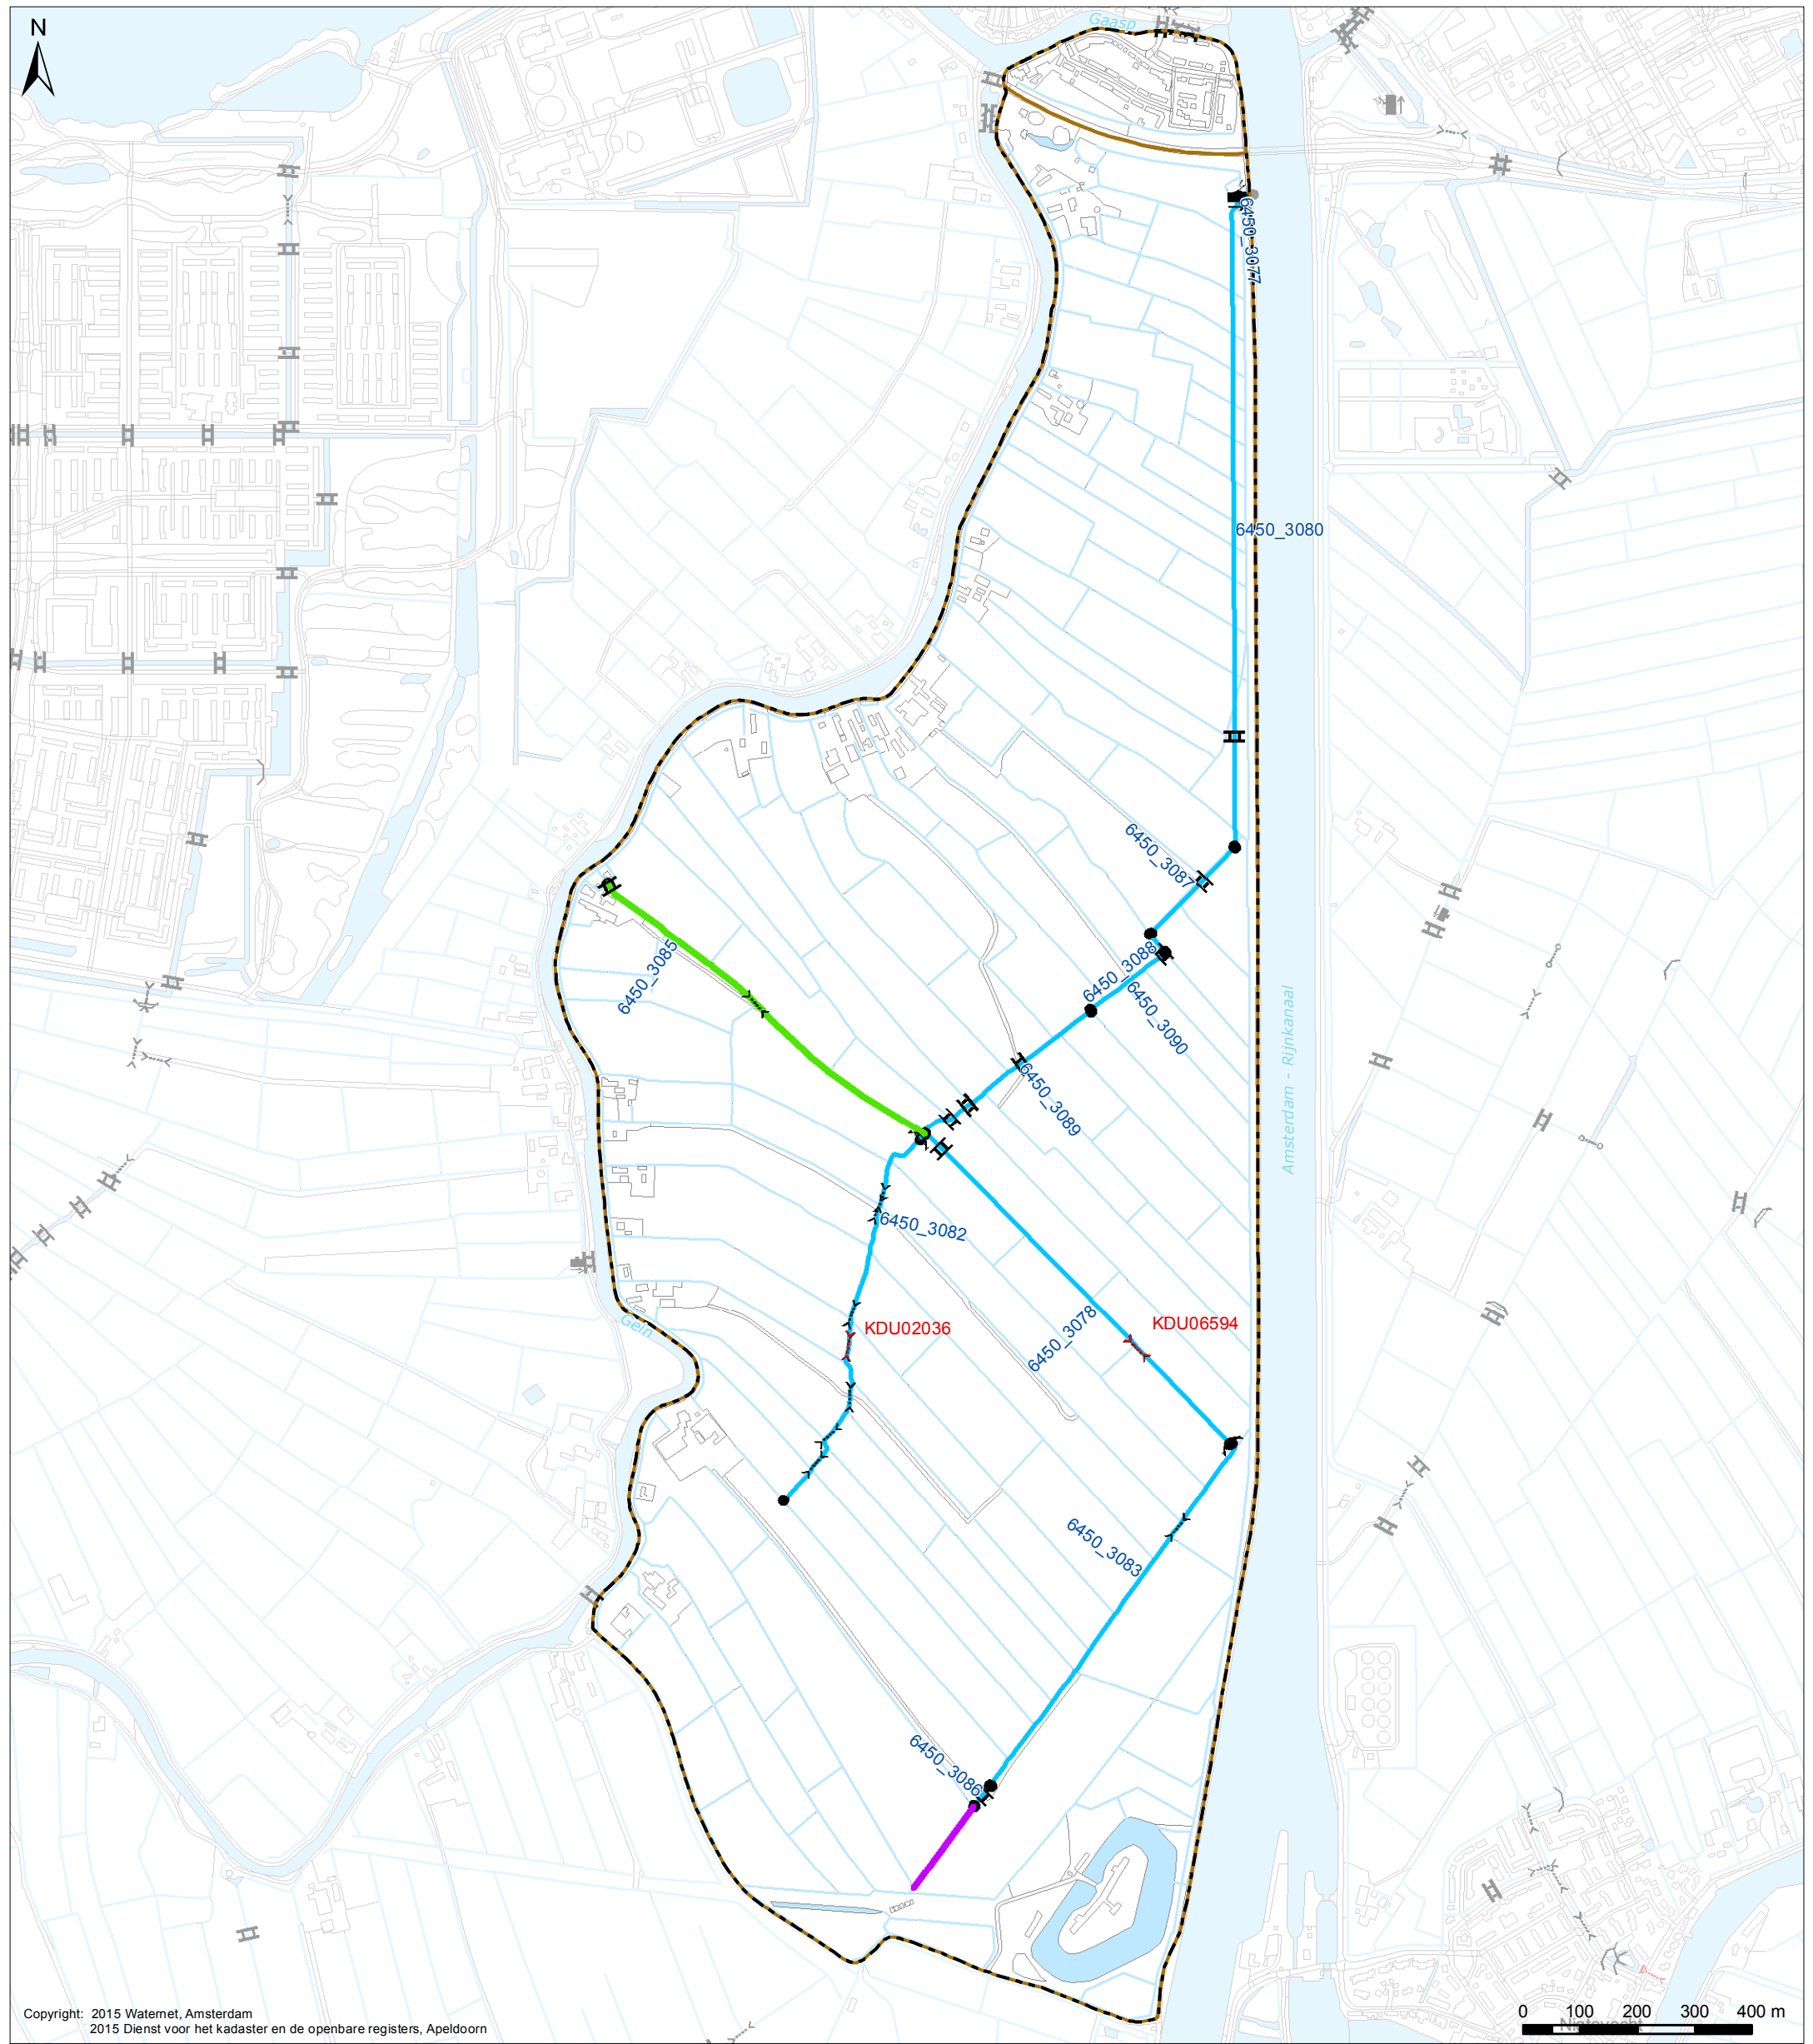 N
Gaasp
6450_3077
6450_3080
6450_3087
6450_3088
6450_3085
6450_3090
6450_3089
Amsterdam - Rijnkanaal
6450_3082
Gein
KDU02036
6450_3078
KDU06594
6450_3083
6450_3086
Copyright: 2015 Waternet, Amsterdam
2015 Dienst voor het kadaster en de openbare registers, Apeldoorn
0 100 200 300 400 m